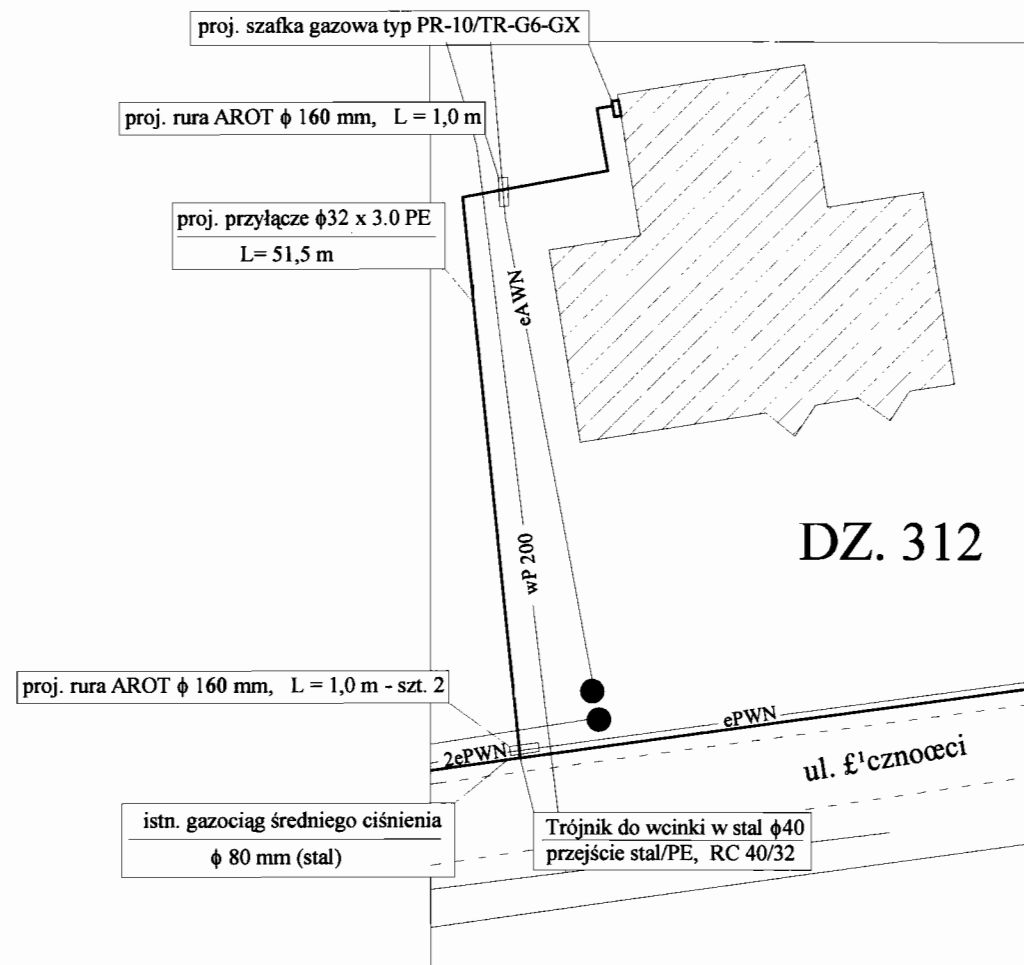 proj. szafka gazowa typ PR-10/TR-G6-GX
proj. rura AROT ϕ 160 mm, L = 1,0 m
proj. przyłącze ϕ32 x 3.0 PE
L= 51,5 m
eAWN
DZ. 312
wP 200
proj. rura AROT ϕ 160 mm, L = 1,0 m - szt. 2
ePWN
2ePWN
ul. £¹cznoœci
istn. gazociąg średniego ciśnienia
ϕ 80 mm (stal)
Trójnik do wcinki w stal ϕ40
przejście stal/PE, RC 40/32